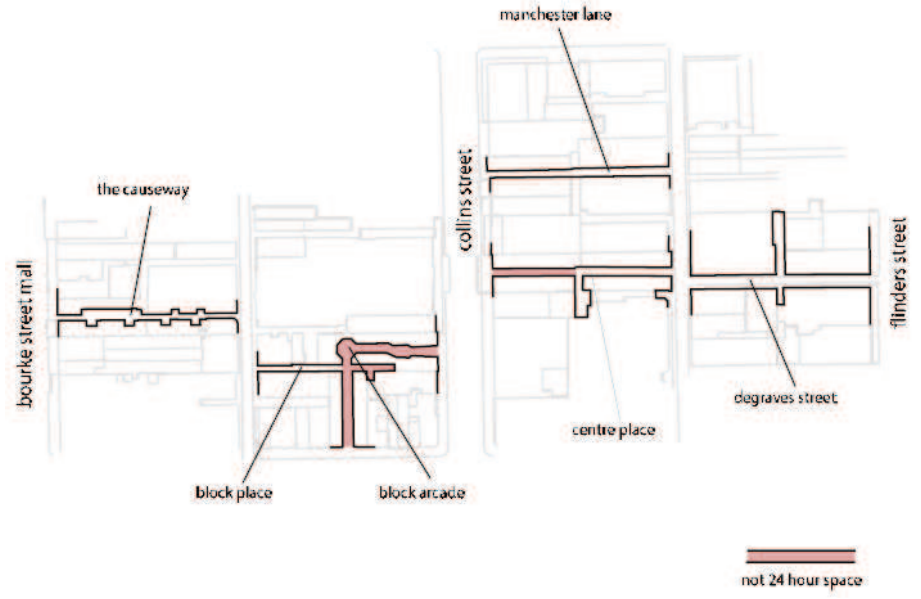 manchester lane
collins street
the causeway
bourke street mall
flinders street
degraves street
centre place
block place
block arcade
not 24 hour space